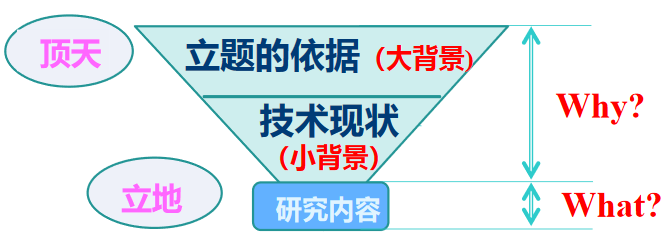 顶天
立题的依据（大背景)
Why?
技术现状
（小背景）
立地
研究内容
What?